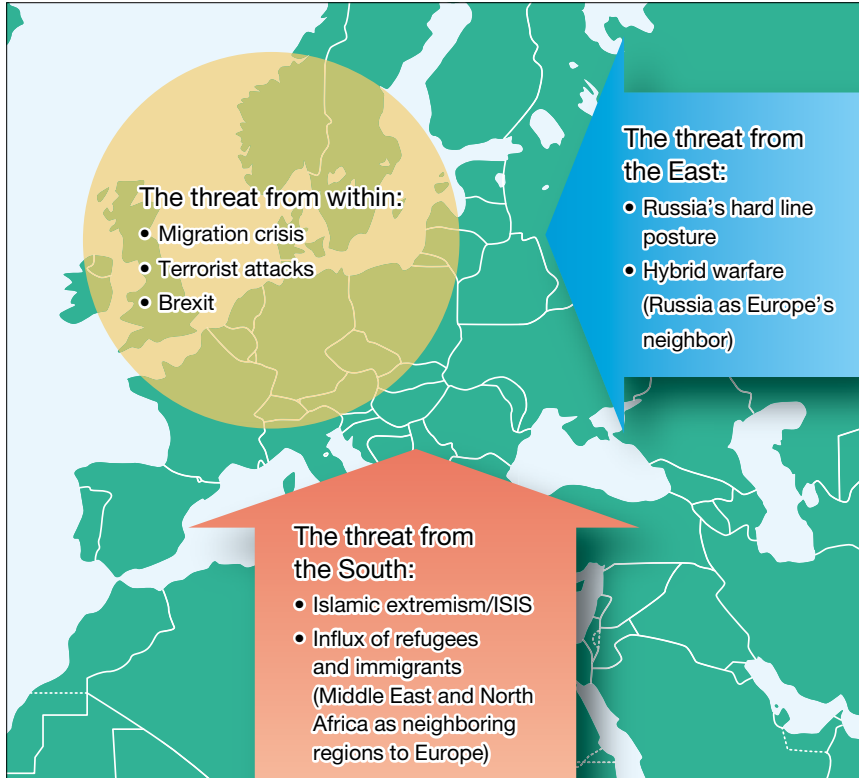 The threat from within:
• Migration crisis
• Terrorist attacks
• Brexit
The threat from
the East:
• Russia’s hard line
posture
• Hybrid warfare
(Russia as Europe’s
neighbor)
The threat from
the South:
• Islamic extremism/ISIS
• Influx of refugees
and immigrants
(Middle East and North
Africa as neighboring
regions to Europe)